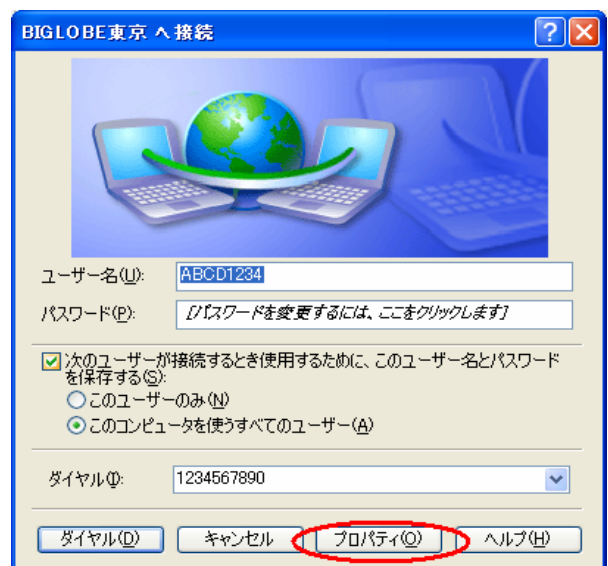 BIGLOBE東京 へ接続
ユーザー名(U):
ABCD1234
パスワード(P):
[パスワードを変更するには、ここをクリックします]
次のユーザーが接続するとき使用するために、このユーザー名とパスワード
を保存する(S):
このユーザーのみ(N)
このコンピュータを使うすべてのユーザー(A)
ダイヤル(I):
1234567890
ダイヤル(D) キャンセル プロパティ(O) ヘルプ(H)